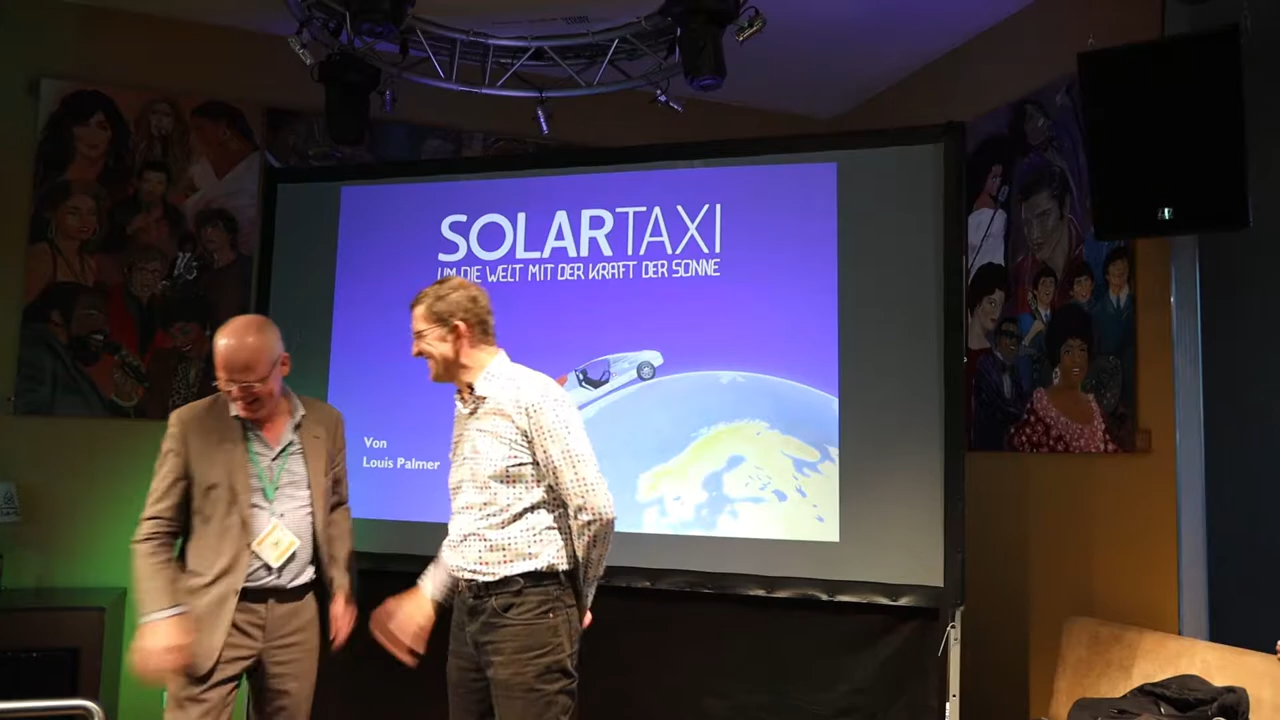 SOLARTAXI
UM DIE WELT MIT DER KRAFT DER SONNE
Von
Louis Palmer